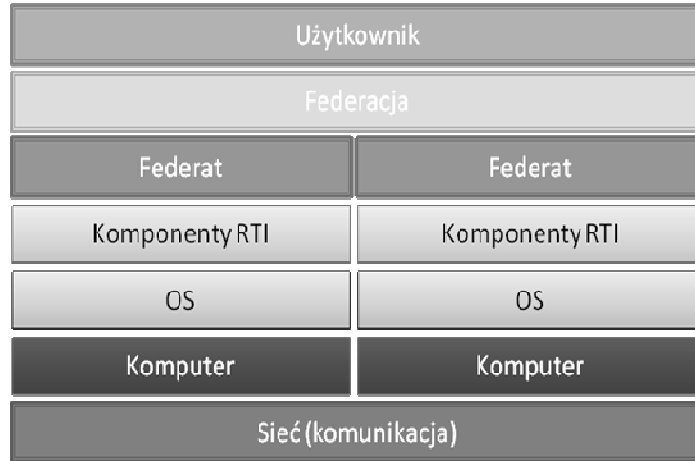 Użytkownik
Federacja
Federat Federat
Komponenty RTI Komponenty RTI
OS OS
Komputer Komputer
Sieć (komunikacja)